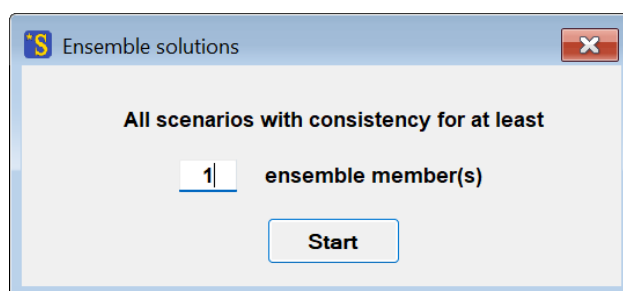 Ensemble solutions
All scenarios with consistency for at least
1 ensemble member(s)
Start